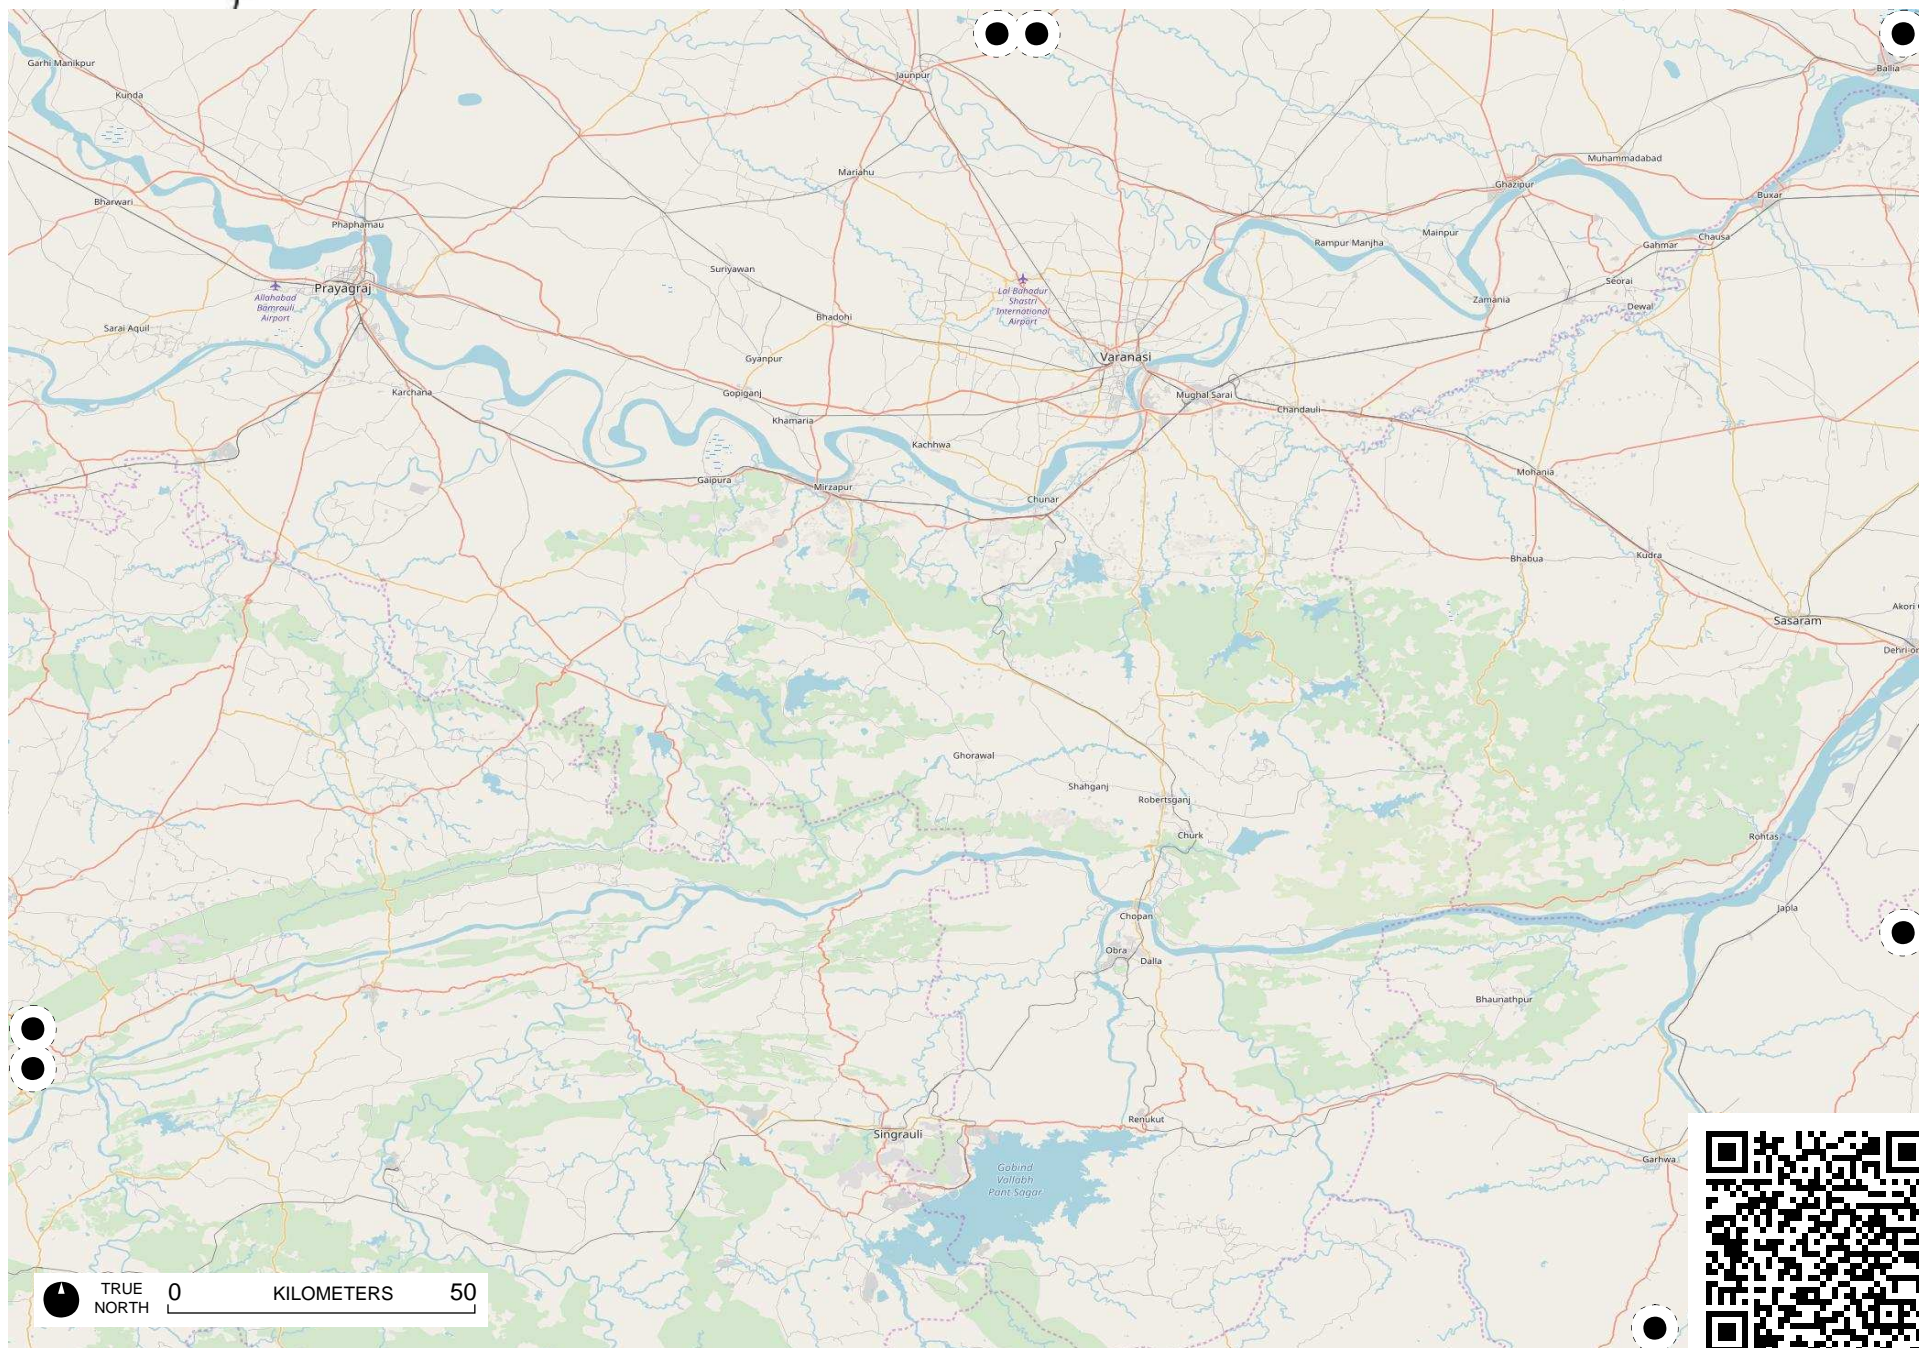 Garhi Manikpur
Kunda
Jaunpur
Ballia
Muhammadabad
Mariahu
Ghazipur
Bharwari
Buxar
Phaphamau
Mainpur
Chausa
Rampur Manjha
Gahmar
Suriyawan
Seorai
Prayagraj
Allahabad
Bamrauli
Airport
Lal Bahadur
Shastri
International
Airport
Zamania
Dewal
Bhadohi
Sarai Aquil
Gyanpur
Varanasi
Karchana
Gopiganj
Mughal Sarai
Chandauli
Khamaria
Kachhwa
Mohania
Gaipura
Mirzapur
Chunar
Bhabua
Kudra
Akori
Sasaram
Dehri-on
Ghorawal
Shahganj
Robertsganj
Churk
Rohtas
Japla
Chopan
Obra
Dalla
Bhaunathpur
Renukut
Singrauli
Garhwa
Gobind
Vallabh
Pant Sagar
TRUE
NORTH
0 KILOMETERS 50